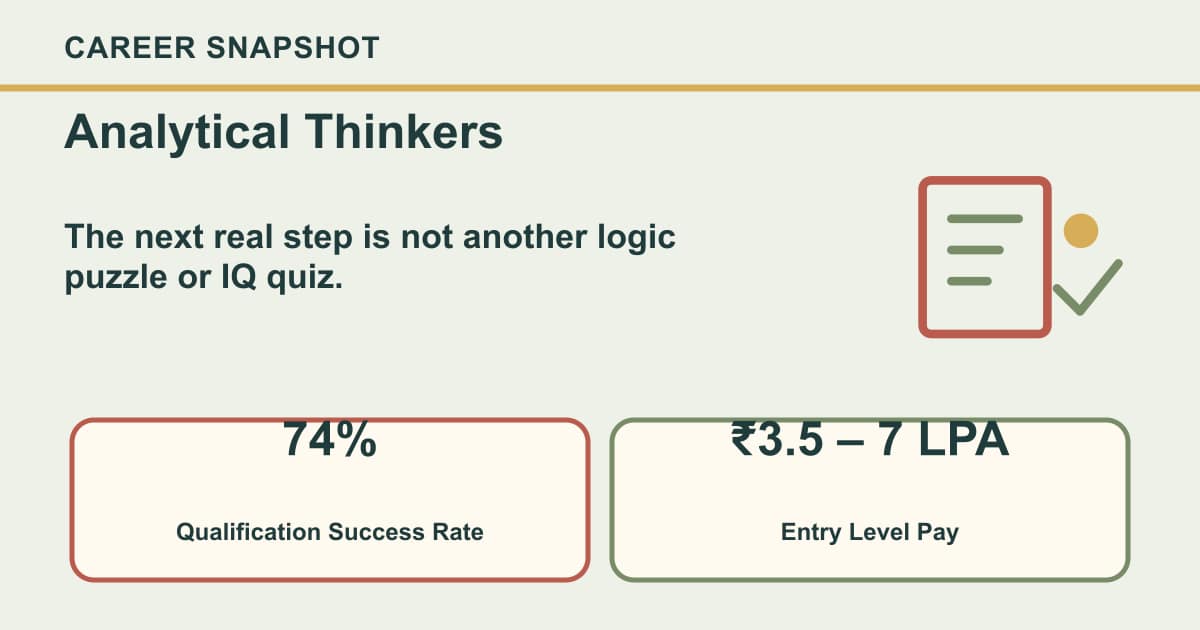 CAREER SNAPSHOT
Analytical Thinkers
The next real step is not another logic
puzzle or IQ quiz.
74%
Qualification Success Rate
₹3.5 – 7 LPA
Entry Level Pay